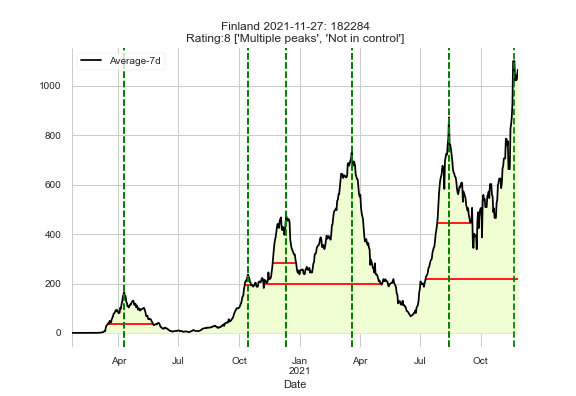 Finland 2021-11-27: 182284
Rating:8 ['Multiple peaks', 'Not in control']
Average-7d
1000
800
600
400
200
0
Apr Jul Oct Jan Apr Jul Oct
2021
Date